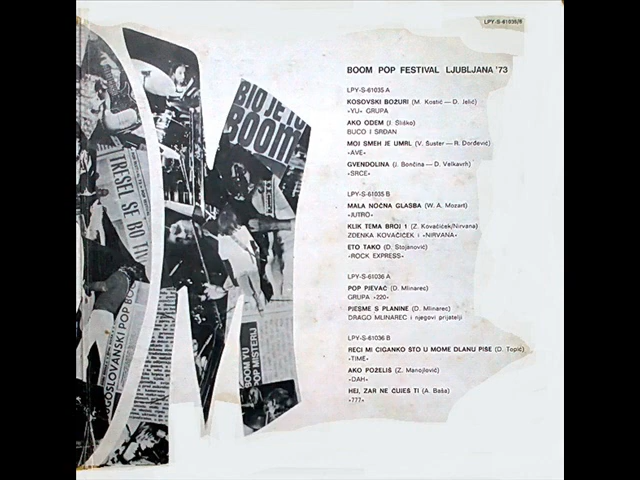 LPY-S-61035/6
BOOM POP FESTIVAL LJUBLJANA '73
LPY-S-61035 A
KOSOVSKI BOŽURI (M. Kostić — D. Jelić)
»YU« GRUPA
AKO ODEM (J. Sliško)
BUCO I SRĐAN
MOJ SMEH JE UMRL (V. Šuster — R. Đorđević)
»AVE«
GVENDOLINA (J. Bončina — D. Velkavrh)
»SRCE«
LPY-S-61035 B
MALA NOĆNA GLASBA (W. A. Mozart)
»JUTRO«
KLIK TEMA BROJ 1 (Z. Kovačiček/Nirvana)
ZDENKA KOVAČIČEK i »NIRVANA«
ETO TAKO (D. Stojanović)
»ROCK EXPRESS«
LPY-S-61036 A
POP PJEVAČ (D. Mlinarec)
GRUPA »220«
PJESME S PLANINE (D. Mlinarec)
DRAGO MLINAREC i njegovi prijatelji
LPY-S-61036 B
RECI MI CIGANKO ŠTO U MOME DLANU PIŠE (D. Topić)
»TIME«
AKO POŽELIŠ (Z. Manojlović)
»DAH«
HEJ, ZAR NE ČUJEŠ TI (A. Baša)
»777«
BIO JE TO
BOOM
TRESEL SE BO TIV
JUGOSLOVANSKI POP BOO
BOOM YU
POP MISTERIJ